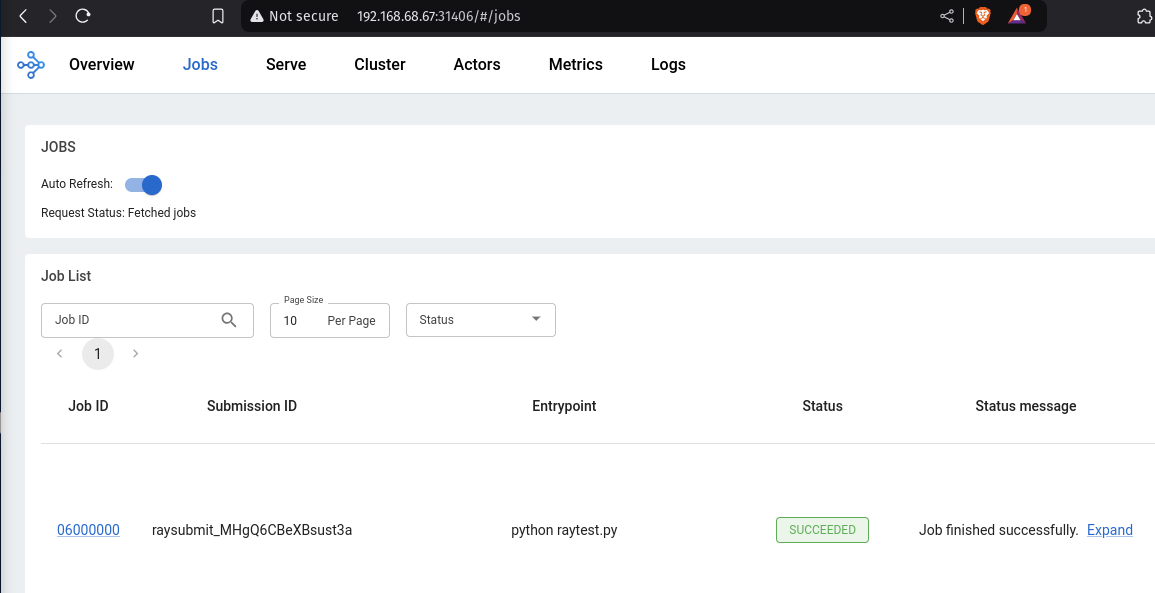 Not secure 192.168.68.67:31406/#/jobs 1
Overview Jobs Serve Cluster Actors Metrics Logs
JOBS
Auto Refresh:
Request Status: Fetched jobs
Job List
Page Size
Job ID 10 Per Page Status
1
Job ID Submission ID Entrypoint Status Status message
06000000 raysubmit_MHgQ6CBeXBsust3a python raytest.py SUCCEEDED Job finished successfully. Expand